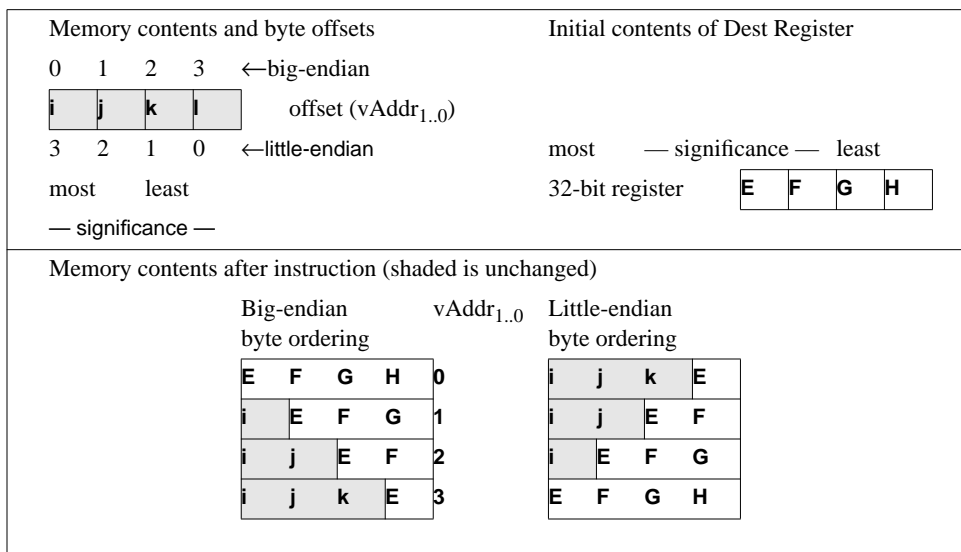 Memory contents and byte offsets
Initial contents of Dest Register
0 1 2 3 ←big-endian
i j k l offset (vAddr1..0)
3 2 1 0 ←little-endian
most — significance — least
most least
32-bit register E F G H
— significance —
Memory contents after instruction (shaded is unchanged)
Big-endian vAddr1..0 Little-endian
byte ordering byte ordering
E F G H 0 i j k E
i E F G 1 i j E F
i j E F 2 i E F G
i j k E 3 E F G H